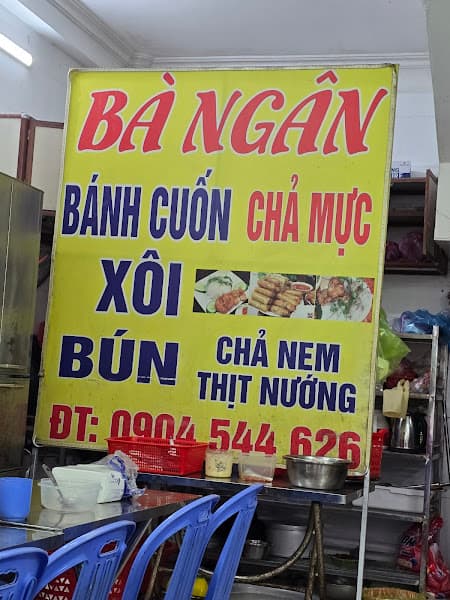 BÀ NGÂN
BÁNH CUỐN CHẢ MỰC
XÔI
BÚN CHẢ NEM
THỊT NƯỚNG
ĐT: 0904 544 626